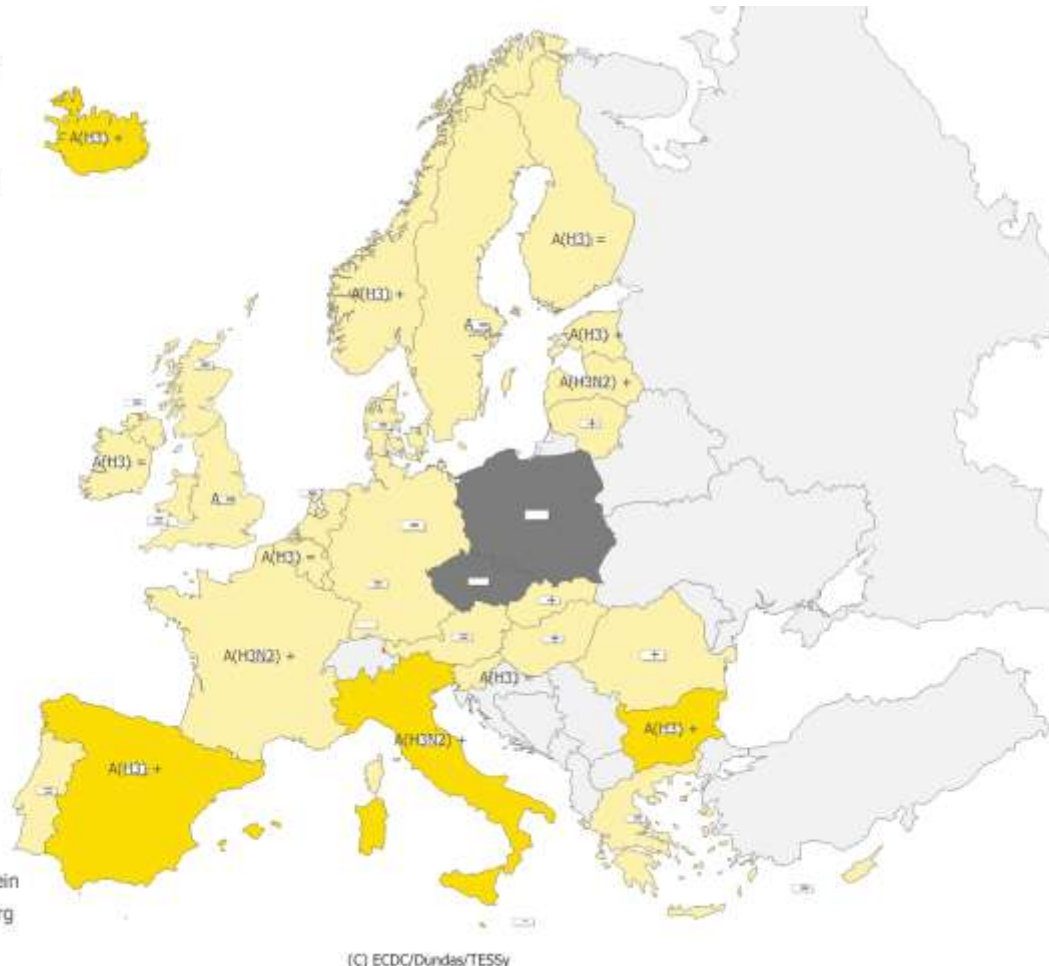 A(H3) +
A(H3) =
A(H3) +
A =
A(H3) +
A(H3N2) +
=
=
=
+
A(H3) =
A =
=
=
=
A(H3) =
=
+
=
+
A(H3N2) +
+
A(H3) =
A(H3) +
A(H3N2) +
A(H3) +
=
=
ein
rg
(C) ECDC/Dundas/TESSy